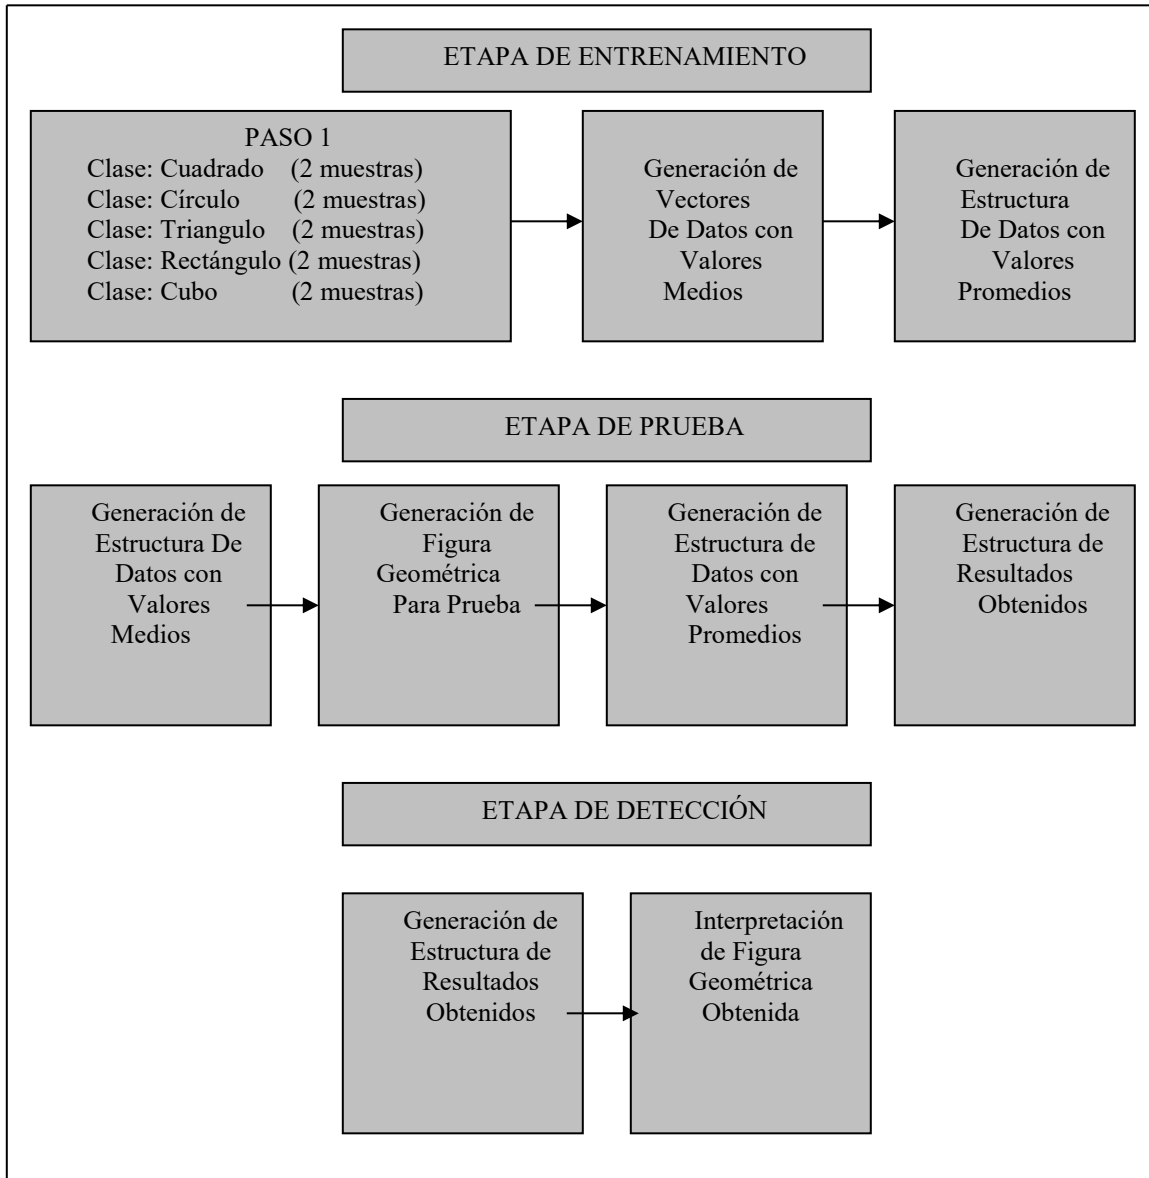 ETAPA DE ENTRENAMIENTO
PASO 1
Clase: Cuadrado (2 muestras)
Clase: Círculo (2 muestras)
Clase: Triangulo (2 muestras)
Clase: Rectángulo (2 muestras)
Clase: Cubo (2 muestras)
Generación de
Vectores
De Datos con
Valores
Medios
Generación de
Estructura
De Datos con
Valores
Promedios
ETAPA DE PRUEBA
Generación de
Estructura De
Datos con
Valores
Medios
Generación de
Figura
Geométrica
Para Prueba
Generación de
Estructura de
Datos con
Valores
Promedios
Generación de
Estructura de
Resultados
Obtenidos
ETAPA DE DETECCIÓN
Generación de
Estructura de
Resultados
Obtenidos
Interpretación
de Figura
Geométrica
Obtenida